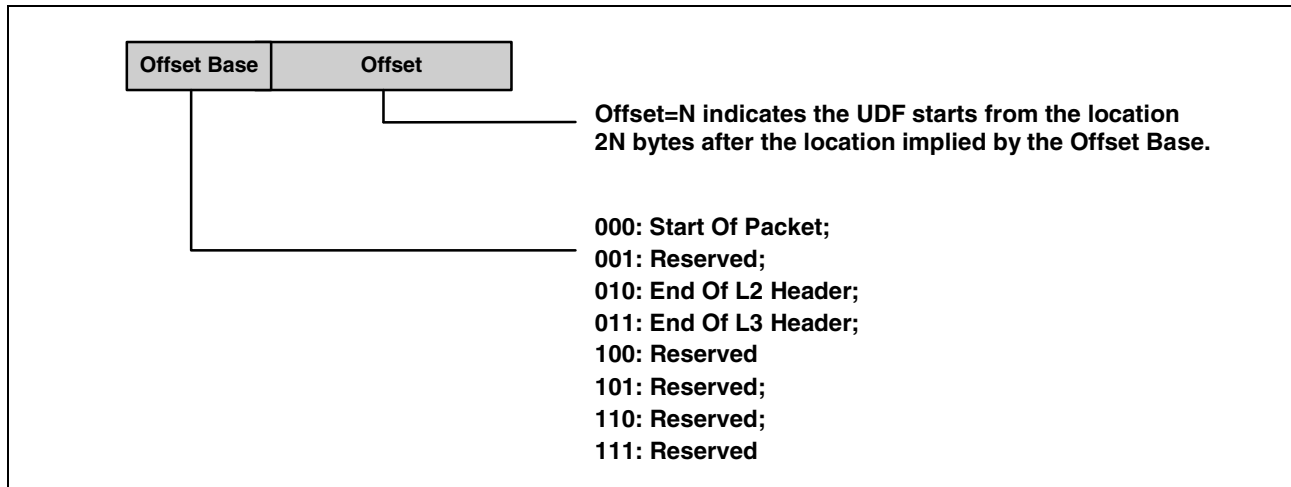 Offset Base Offset
Offset=N indicates the UDF starts from the location
2N bytes after the location implied by the Offset Base.
000: Start Of Packet;
001: Reserved;
010: End Of L2 Header;
011: End Of L3 Header;
100: Reserved
101: Reserved;
110: Reserved;
111: Reserved